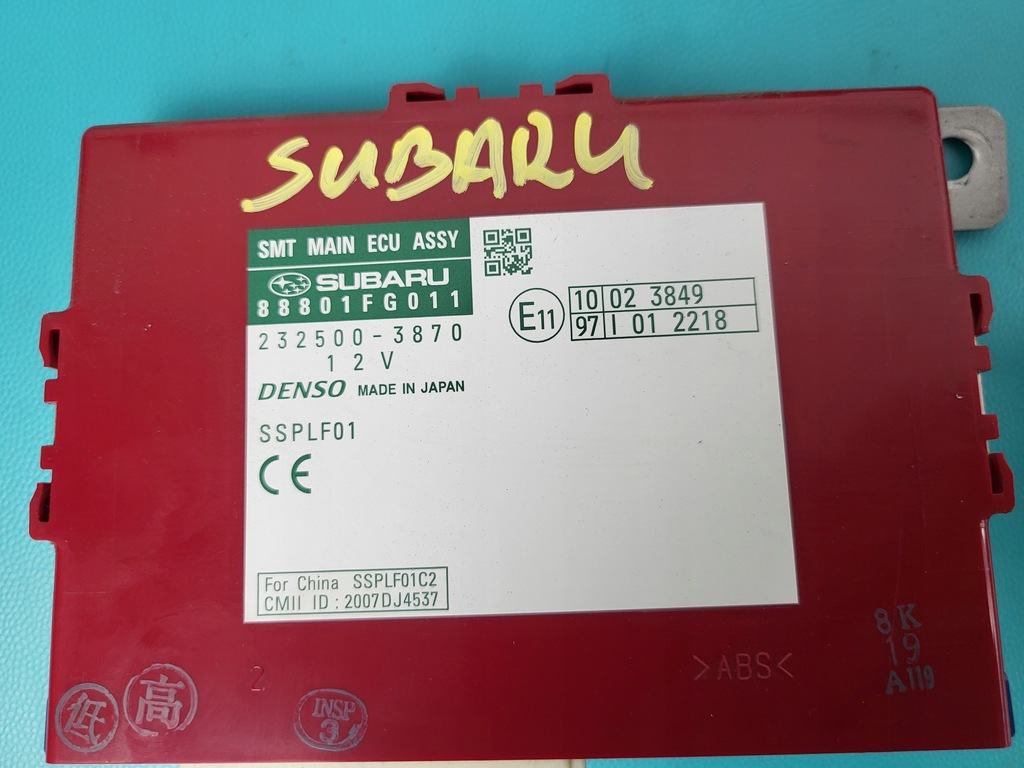 SUBARU
SMT MAIN ECU ASSY
SUBARU
88801FG011
232500-3870
12V
DENSO MADE IN JAPAN
SSPLF01
CE
E11
10 02 3849
97 I 01 2218
For China SSPLF01C2
CMII ID : 2007DJ4537
2
>ABS<
8K
19
A119
低
高
INSP
3